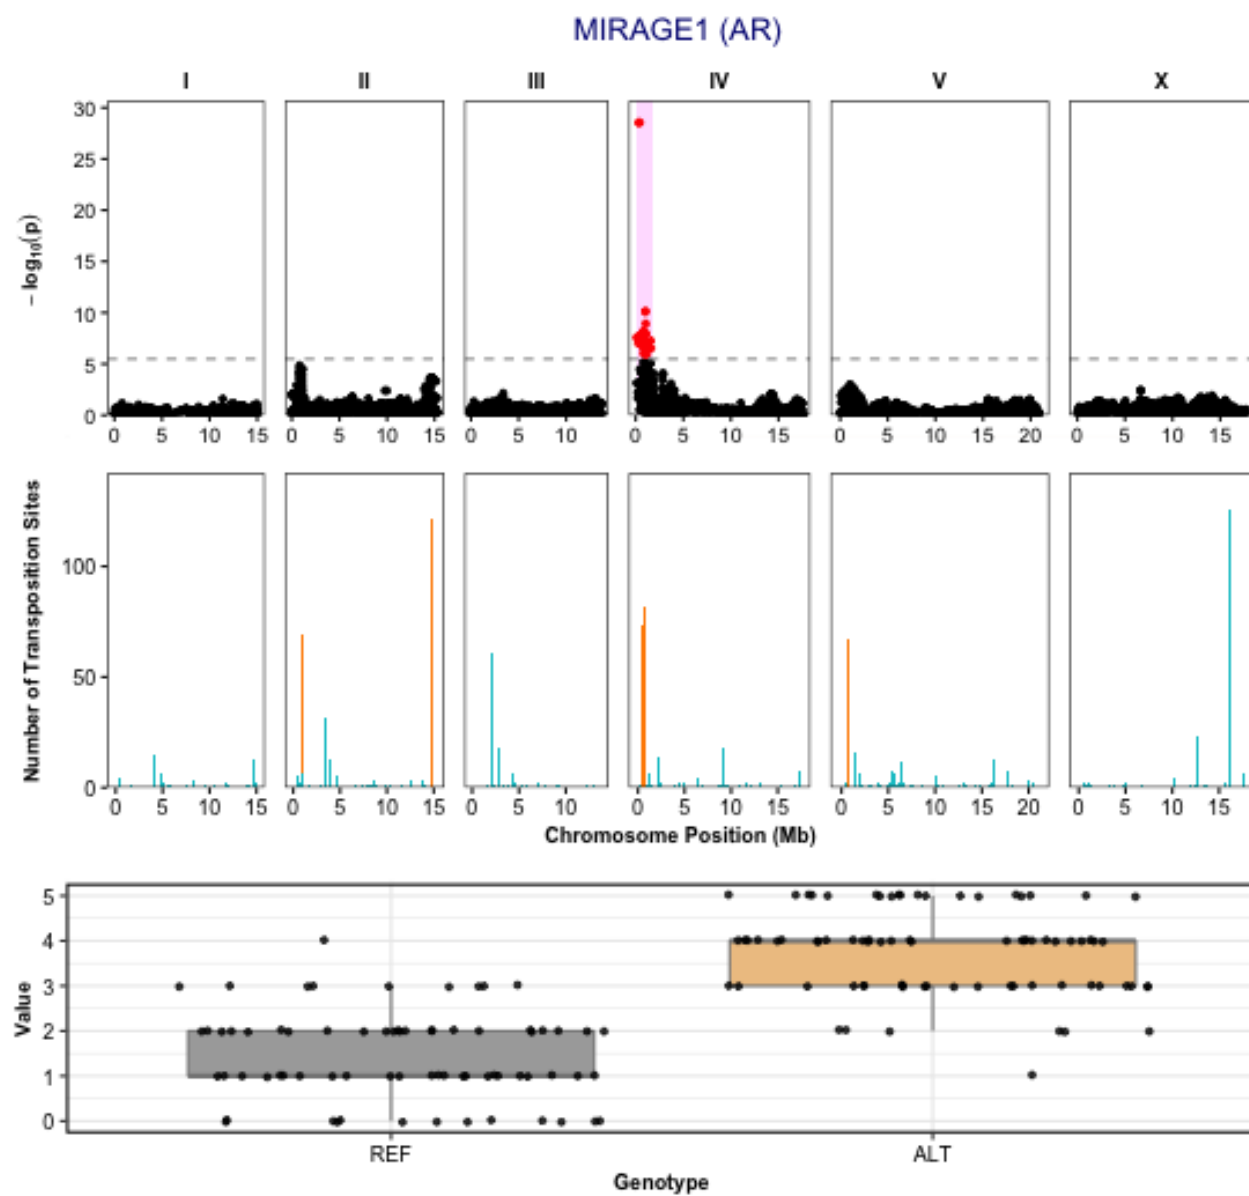 MIRAGE1 (AR)
I II III IV V X
− log₁₀(p)
30
25
20
15
10
5
0
0 5 10 15 0 5 10 15 0 5 10 0 5 10 15 0 5 10 15 20 0 5 10 15
Number of Transposition Sites
100
50
0
0 5 10 15 0 5 10 15 0 5 10 0 5 10 15 0 5 10 15 20 0 5 10 15
Chromosome Position (Mb)
Value
5
4
3
2
1
0
REF ALT
Genotype